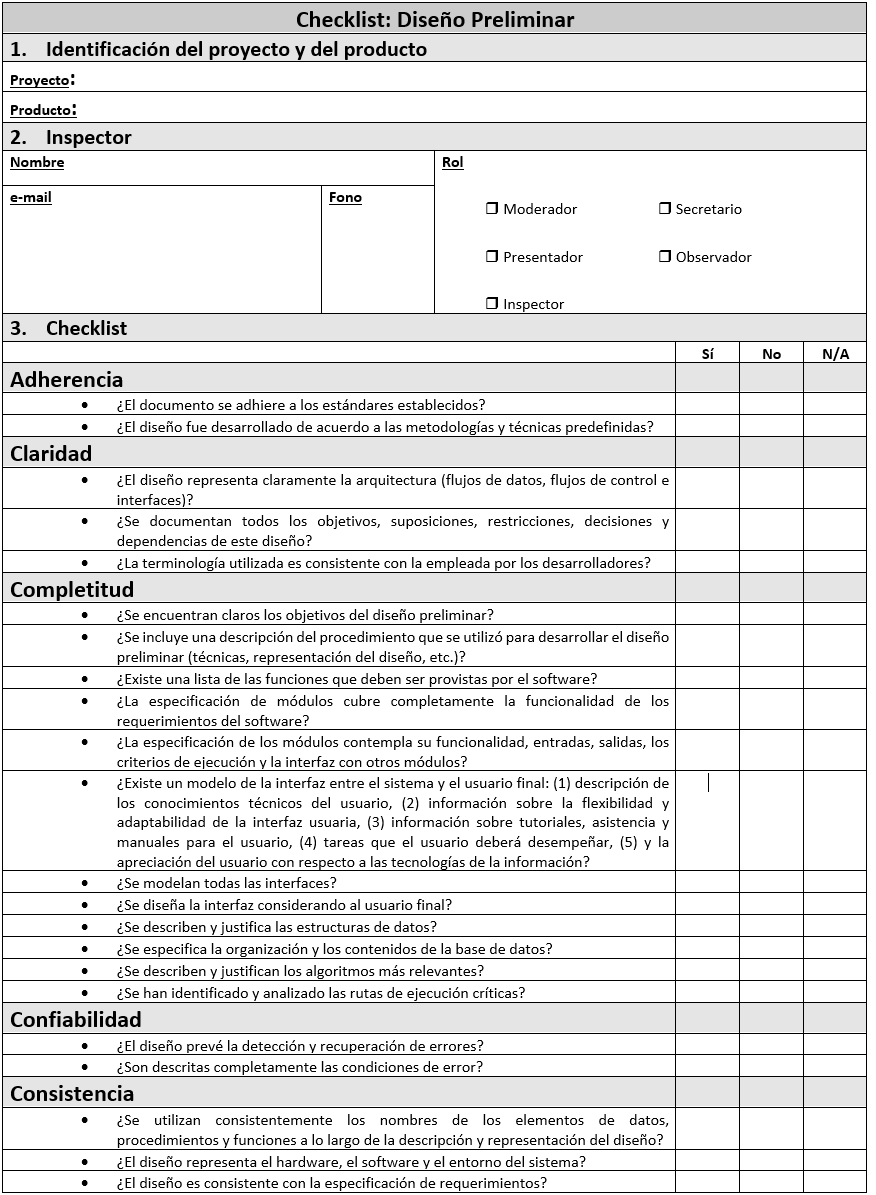 Checklist: Diseño Preliminar
1. Identificación del proyecto y del producto
Proyecto:
Producto:
2. Inspector
Nombre
Rol
e-mail
Fono
❒ Moderador ❒ Secretario
❒ Presentador ❒ Observador
❒ Inspector
3. Checklist
Sí No N/A
Adherencia
• ¿El documento se adhiere a los estándares establecidos?
• ¿El diseño fue desarrollado de acuerdo a las metodologías y técnicas predefinidas?
Claridad
• ¿El diseño representa claramente la arquitectura (flujos de datos, flujos de control e
interfaces)?
• ¿Se documentan todos los objetivos, suposiciones, restricciones, decisiones y
dependencias de este diseño?
• ¿La terminología utilizada es consistente con la empleada por los desarrolladores?
Completitud
• ¿Se encuentran claros los objetivos del diseño preliminar?
• ¿Se incluye una descripción del procedimiento que se utilizó para desarrollar el diseño
preliminar (técnicas, representación del diseño, etc.)?
• ¿Existe una lista de las funciones que deben ser provistas por el software?
• ¿La especificación de módulos cubre completamente la funcionalidad de los
requerimientos del software?
• ¿La especificación de los módulos contempla su funcionalidad, entradas, salidas, los
criterios de ejecución y la interfaz con otros módulos?
• ¿Existe un modelo de la interfaz entre el sistema y el usuario final: (1) descripción de
los conocimientos técnicos del usuario, (2) información sobre la flexibilidad y
adaptabilidad de la interfaz usuaria, (3) información sobre tutoriales, asistencia y
manuales para el usuario, (4) tareas que el usuario deberá desempeñar, (5) y la
apreciación del usuario con respecto a las tecnologías de la información?
• ¿Se modelan todas las interfaces?
• ¿Se diseña la interfaz considerando al usuario final?
• ¿Se describen y justifica las estructuras de datos?
• ¿Se especifica la organización y los contenidos de la base de datos?
• ¿Se describen y justifican los algoritmos más relevantes?
• ¿Se han identificado y analizado las rutas de ejecución críticas?
Confiabilidad
• ¿El diseño prevé la detección y recuperación de errores?
• ¿Son descritas completamente las condiciones de error?
Consistencia
• ¿Se utilizan consistentemente los nombres de los elementos de datos,
procedimientos y funciones a lo largo de la descripción y representación del diseño?
• ¿El diseño representa el hardware, el software y el entorno del sistema?
• ¿El diseño es consistente con la especificación de requerimientos?